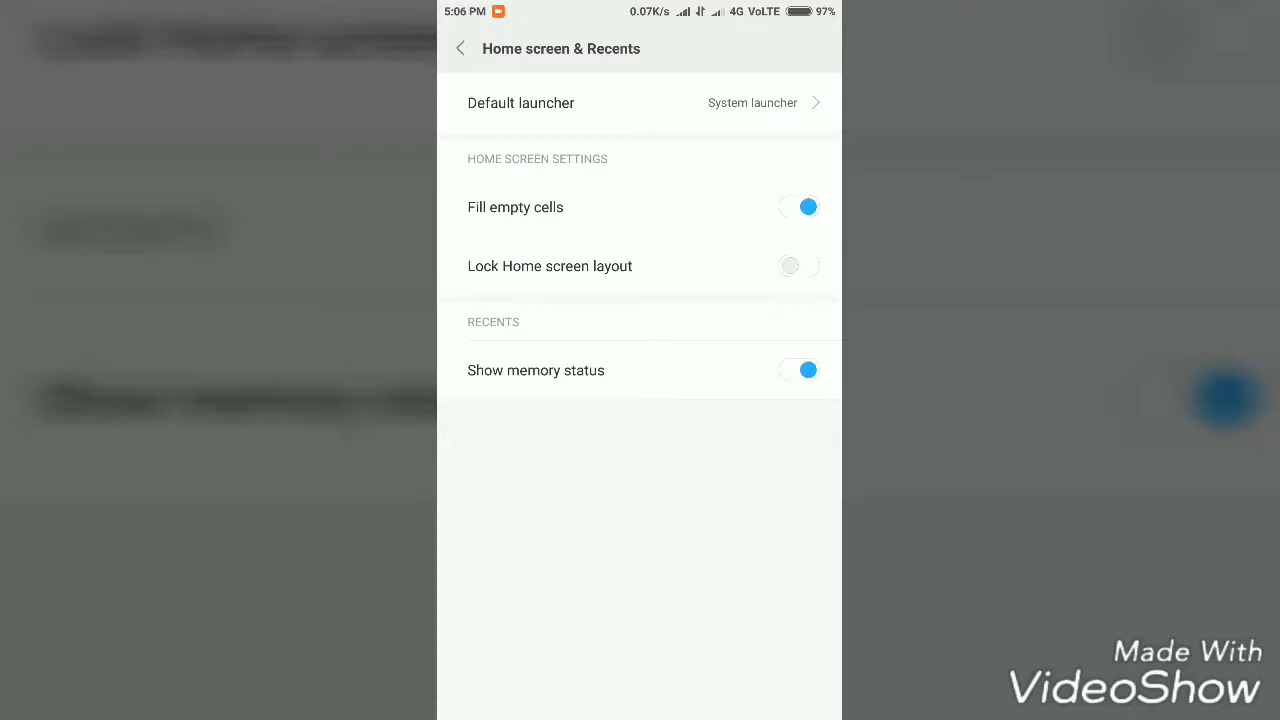 5:06 PM 0.07K/s 4G VoLTE 97%
Home screen & Recents
Default launcher System launcher
HOME SCREEN SETTINGS
Fill empty cells
Lock Home screen layout
RECENTS
Show memory status
Made With
VideoShow